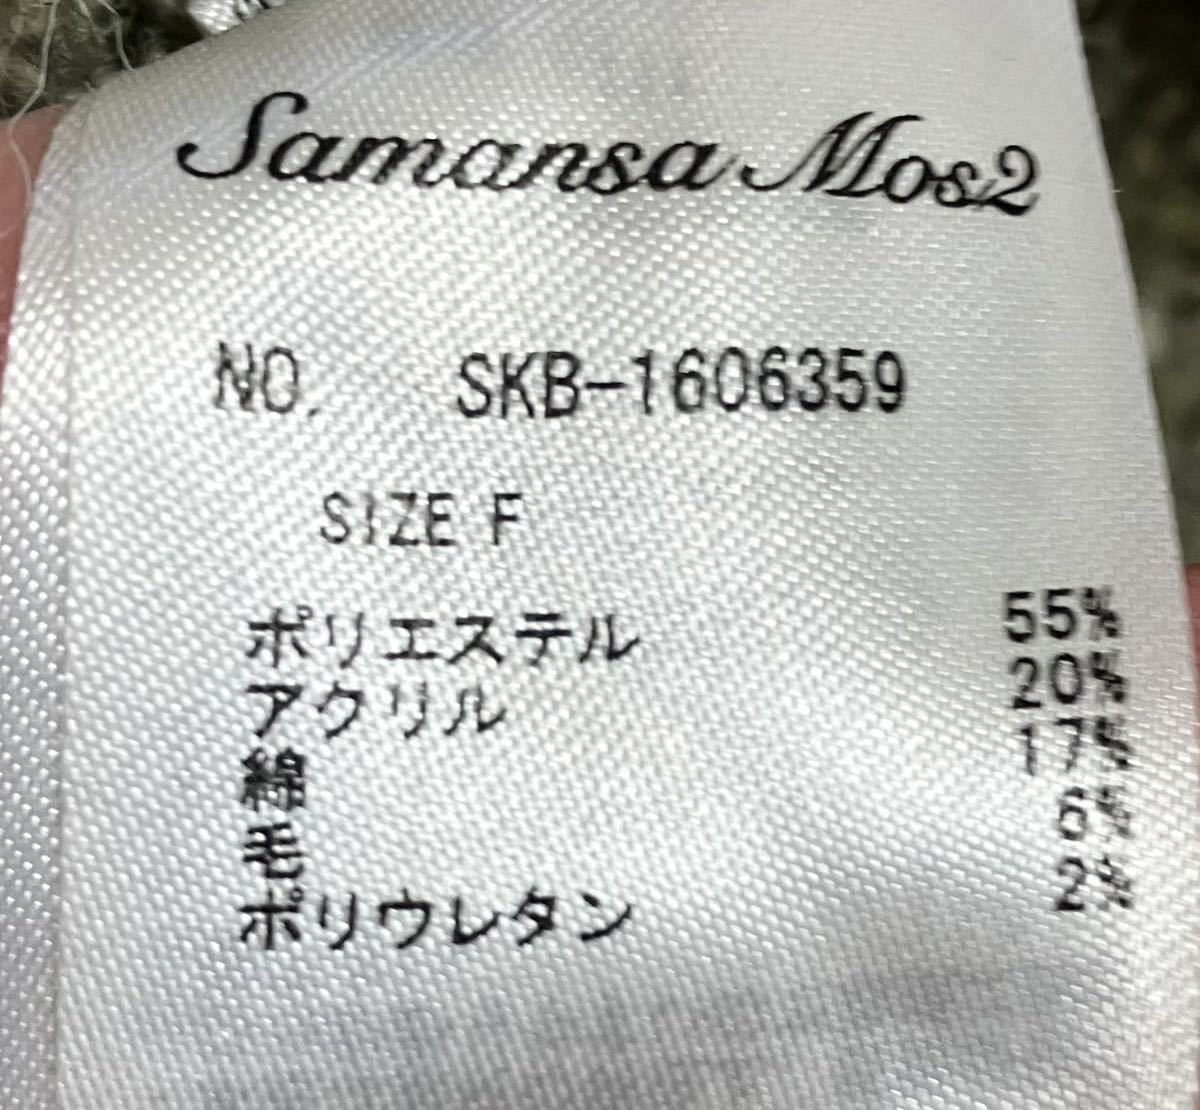 Samansa Mos2
NO. SKB-1606359
SIZE F
ポリエステル 55%
アクリル 20%
綿 17%
毛 6%
ポリウレタン 2%